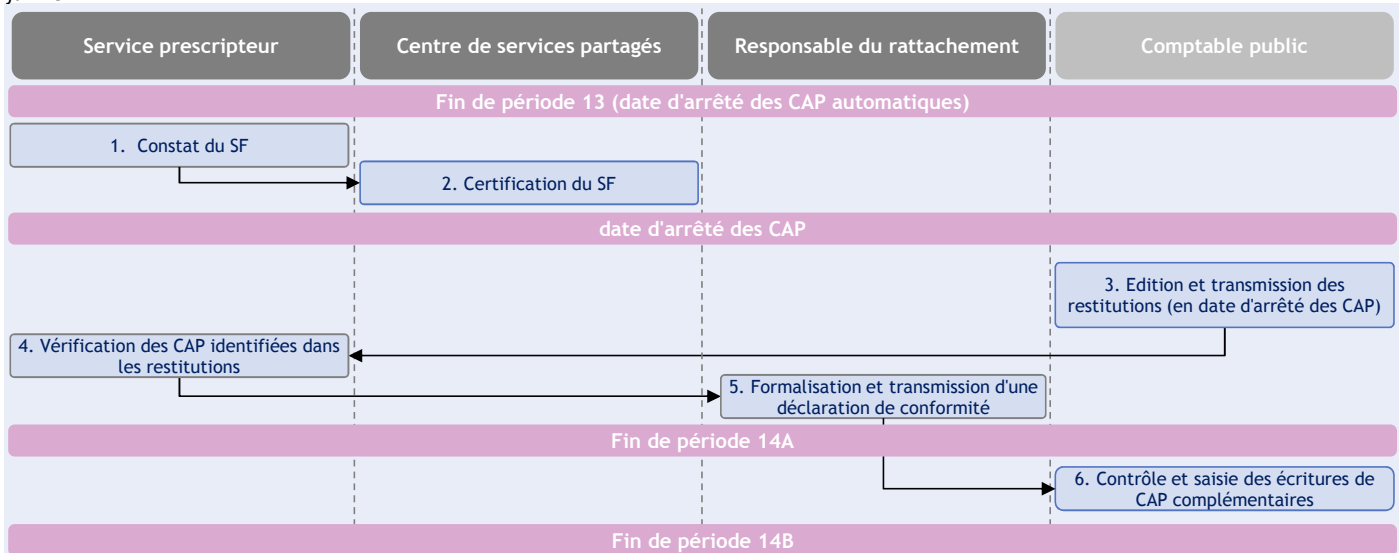 Service prescripteur
Centre de services partagés
Responsable du rattachement
Comptable public
Fin de période 13 (date d'arrêté des CAP automatiques)
1. Constat du SF
2. Certification du SF
date d'arrêté des CAP
3. Edition et transmission des
restitutions (en date d'arrêté des CAP)
4. Vérification des CAP identifiées dans
les restitutions
5. Formalisation et transmission d'une
déclaration de conformité
Fin de période 14A
6. Contrôle et saisie des écritures de
CAP complémentaires
Fin de période 14B